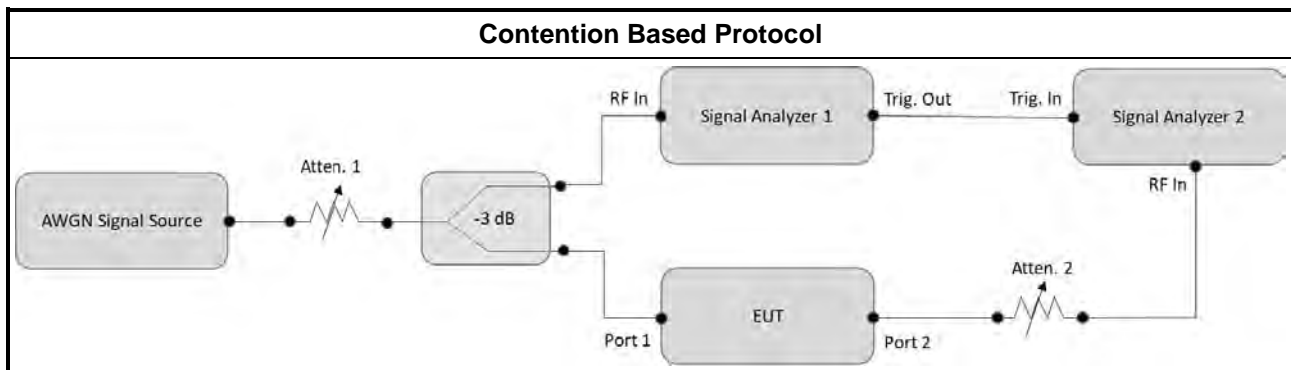 Contention Based Protocol
RF In
Signal Analyzer 1
Trig. Out
Trig. In
Signal Analyzer 2
RF In
Atten. 1
AWGN Signal Source
-3 dB
Atten. 2
EUT
Port 1
Port 2